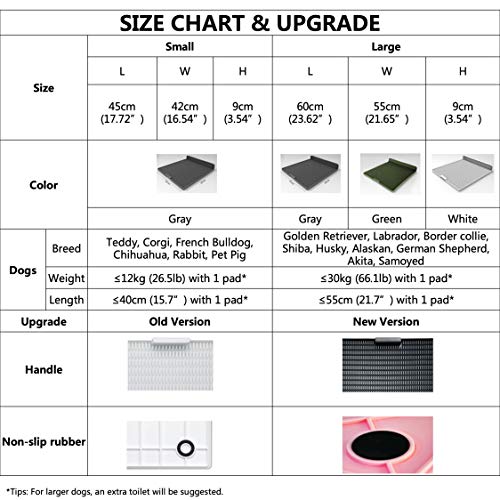 SIZE CHART & UPGRADE
Small
Large
Size
L
W
H
L
W
H
45cm
(17.72")
42cm
(16.54")
9cm
(3.54")
60cm
(23.62")
55cm
(21.65")
9cm
(3.54")
Color
Gray
Gray
Green
White
Dogs
Breed
Teddy, Corgi, French Bulldog,
Chihuahua, Rabbit, Pet Pig
Golden Retriever, Labrador, Border collie,
Shiba, Husky, Alaskan, German Shepherd,
Akita, Samoyed
Weight
≤12kg (26.5lb) with 1 pad*
≤30kg (66.1lb) with 1 pad*
Length
≤40cm (15.7") with 1 pad*
≤55cm (21.7") with 1 pad*
Upgrade
Old Version
New Version
Handle
Non-slip rubber
*Tips: For larger dogs, an extra toilet will be suggested.